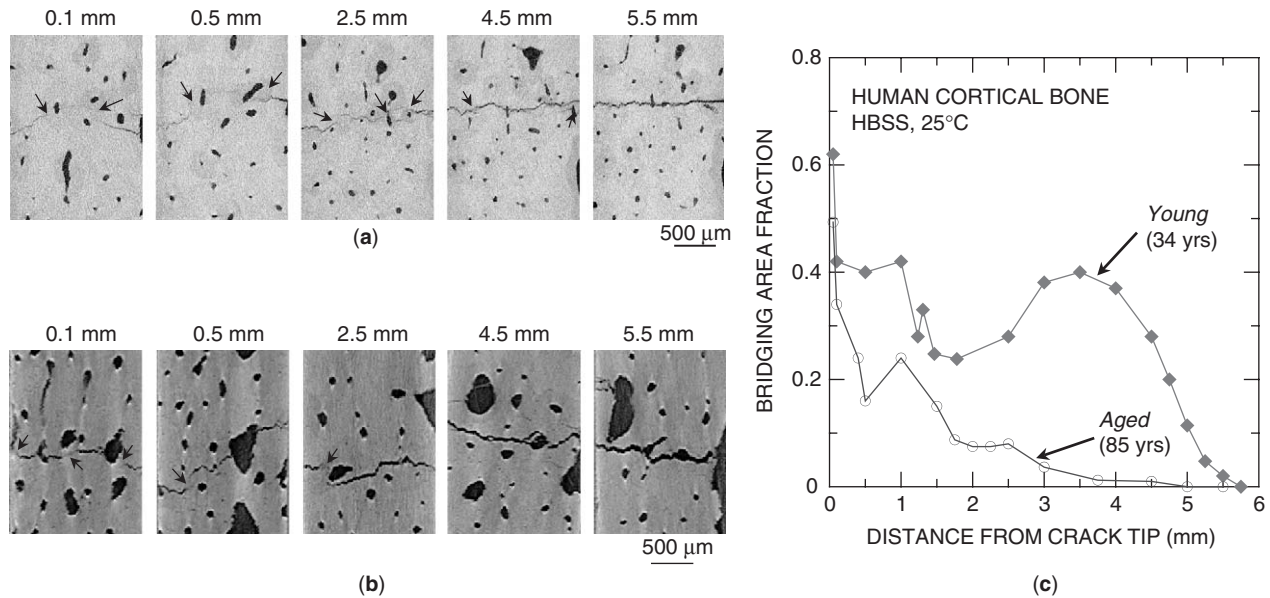 0.1 mm 0.5 mm 2.5 mm 4.5 mm 5.5 mm
500 μm
(a)
0.1 mm 0.5 mm 2.5 mm 4.5 mm 5.5 mm
500 μm
(b)
0.8
0.6
0.4
0.2
0
BRIDGING AREA FRACTION
HUMAN CORTICAL BONE
HBSS, 25°C
Young
(34 yrs)
Aged
(85 yrs)
0 1 2 3 4 5 6
DISTANCE FROM CRACK TIP (mm)
(c)